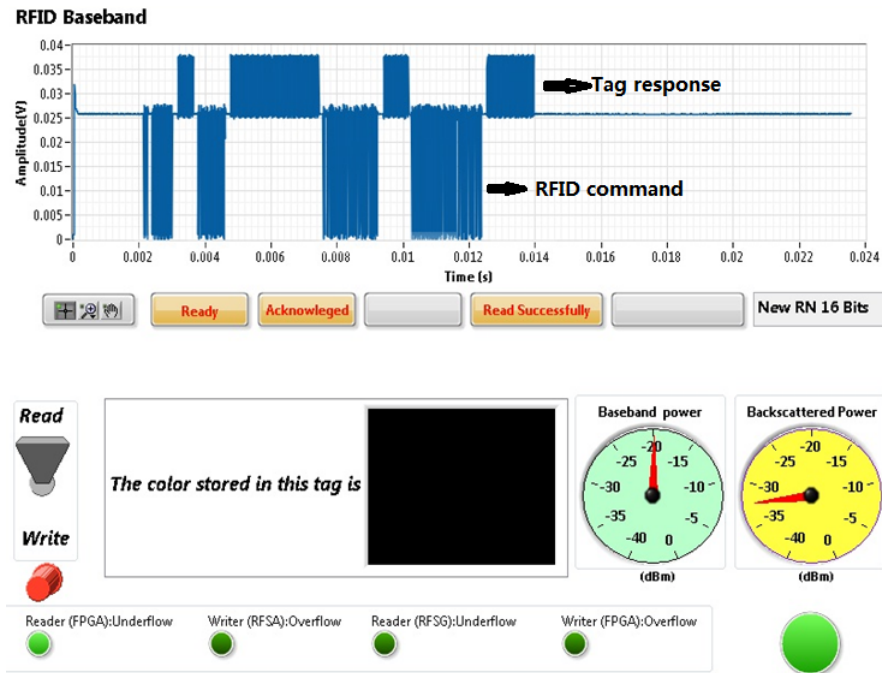 RFID Baseband
Amplitude(V)
0.04
0.035
0.03
0.025
0.02
0.015
0.01
0.005
0
Tag response
RFID command
0 0.002 0.004 0.006 0.008 0.01 0.012 0.014 0.016 0.018 0.02 0.022 0.024
Time (s)
Ready Acknowleged Read Successfully New RN 16 Bits
Read
Write
The color stored in this tag is
Baseband power
-40 -35 -30 -25 -20 -15 -10 -5 0
(dBm)
Backscattered Power
-40 -35 -30 -25 -20 -15 -10 -5 0
(dBm)
Reader (FPGA):Underflow Writer (RFSA):Overflow Reader (RFSG):Underflow Writer (FPGA):Overflow